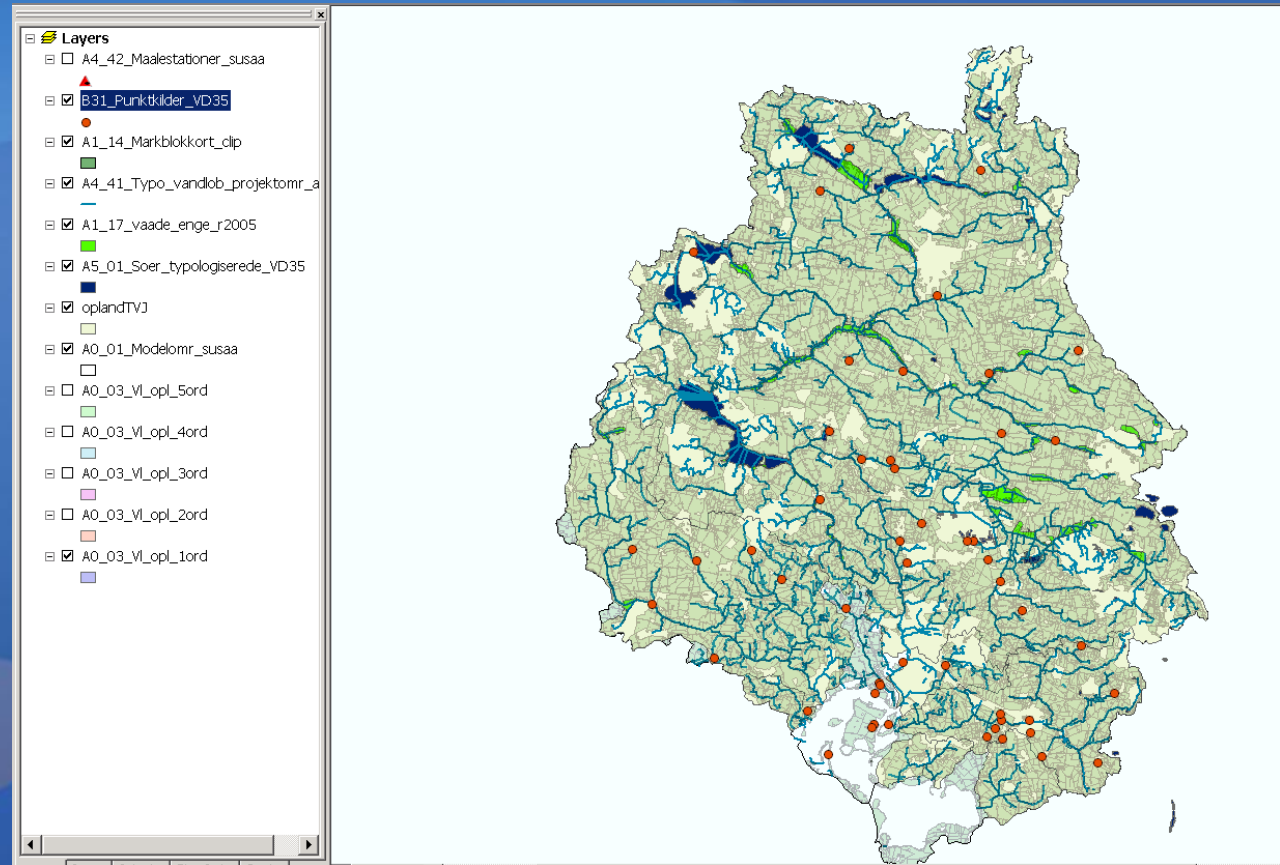 Layers
A4_42_Maalestationer_susaa
B31_Punktkilder_VD35
A1_14_Markblokkort_clip
A4_41_Typo_vandlob_projektomr_a
A1_17_vaade_enge_r2005
A5_01_Soer_typologiserede_VD35
oplandTVJ
A0_01_Modelomr_susaa
A0_03_Vl_opl_5ord
A0_03_Vl_opl_4ord
A0_03_Vl_opl_3ord
A0_03_Vl_opl_2ord
A0_03_Vl_opl_1ord